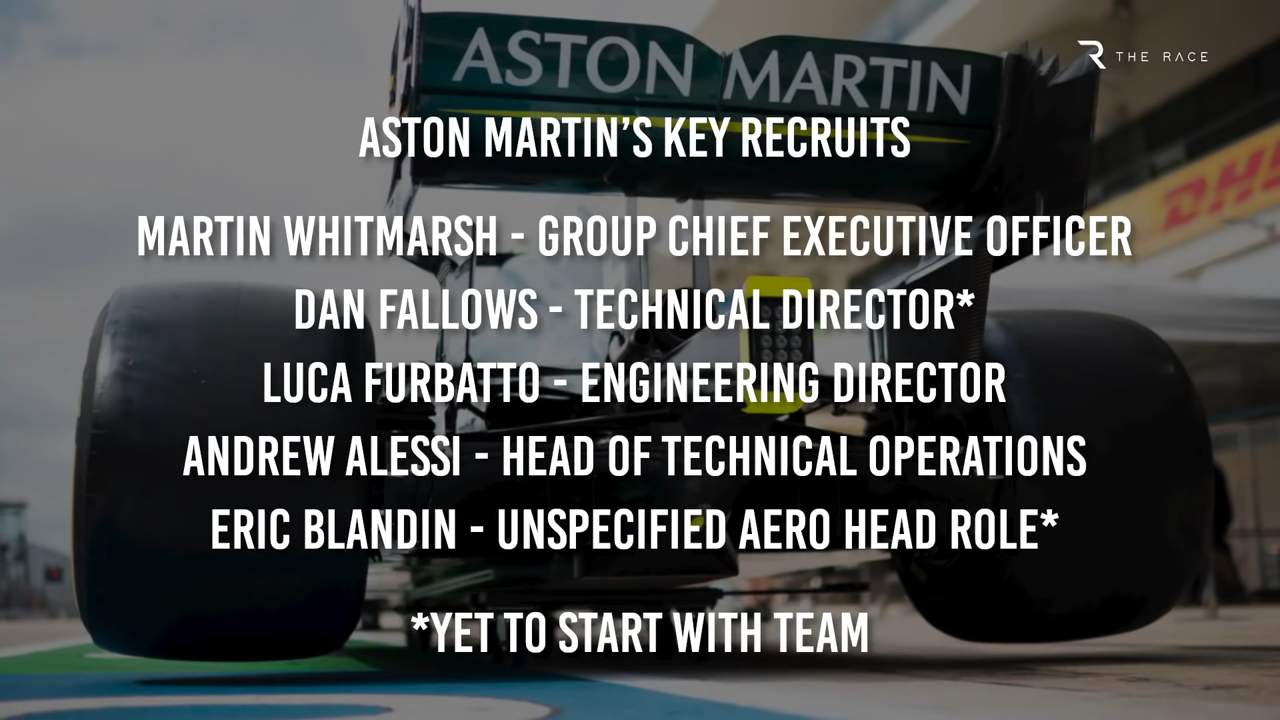 ASTON MARTIN
THE RACE
ASTON MARTIN'S KEY RECRUITS
MARTIN WHITMARSH - GROUP CHIEF EXECUTIVE OFFICER
DAN FALLOWS - TECHNICAL DIRECTOR*
LUCA FURBATTO - ENGINEERING DIRECTOR
ANDREW ALESSI - HEAD OF TECHNICAL OPERATIONS
ERIC BLANDIN - UNSPECIFIED AERO HEAD ROLE*
*YET TO START WITH TEAM